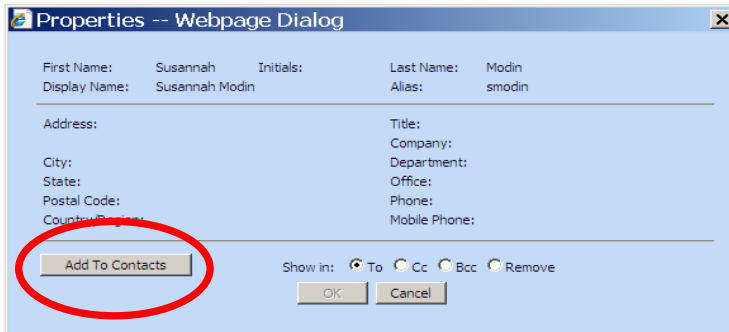 Properties -- Webpage Dialog
First Name: Susannah Initials: Last Name: Modin
Display Name: Susannah Modin Alias: smodin
Address: Title:
Company:
City: Department:
State: Office:
Postal Code: Phone:
Country/Region: Mobile Phone:
Add To Contacts Show in: To Cc Bcc Remove
OK Cancel